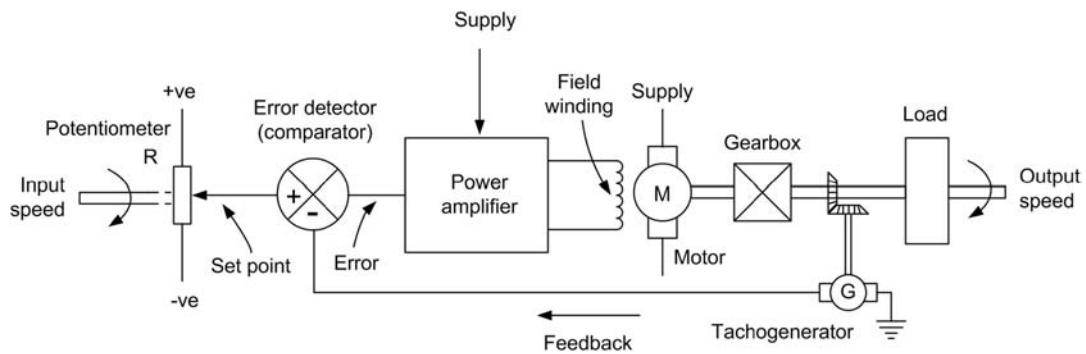 Supply
+ve
Error detector
(comparator)
Field
winding
Supply
Load
Potentiometer
R
Gearbox
Input
speed
+
-
Power
amplifier
M
Output
speed
Set point
Error
Motor
-ve
G
Feedback
Tachogenerator